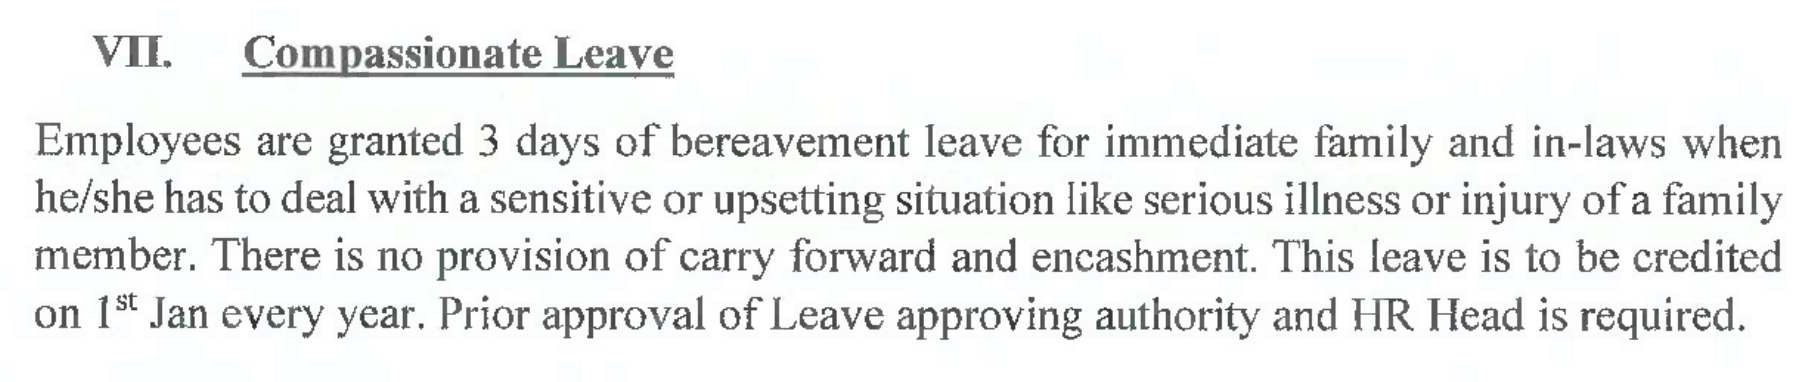 VII. Compassionate Leave
Employees are granted 3 days of bereavement leave for immediate family and in-laws when
he/she has to deal with a sensitive or upsetting situation like serious illness or injury of a family
member. There is no provision of carry forward and encashment. This leave is to be credited
on 1st Jan every year. Prior approval of Leave approving authority and HR Head is required.